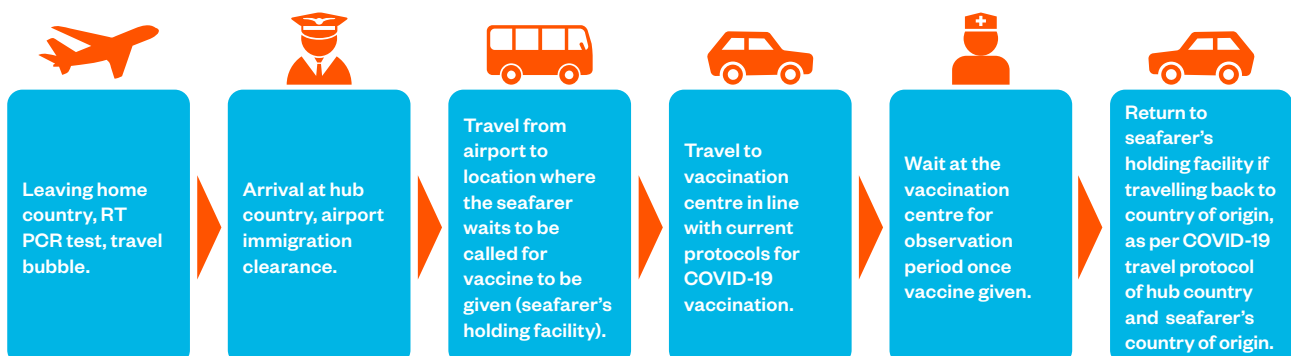 Leaving home
country, RT
PCR test, travel
bubble.
Arrival at hub
country, airport
immigration
clearance.
Travel from
airport to
location where
the seafarer
waits to be
called for
vaccine to be
given (seafarer's
holding facility).
Travel to
vaccination
centre in line
with current
protocols for
COVID-19
vaccination.
Wait at the
vaccination
centre for
observation
period once
vaccine given.
Return to
seafarer's
holding facility if
travelling back to
country of origin,
as per COVID-19
travel protocol
of hub country
and seafarer's
country of origin.